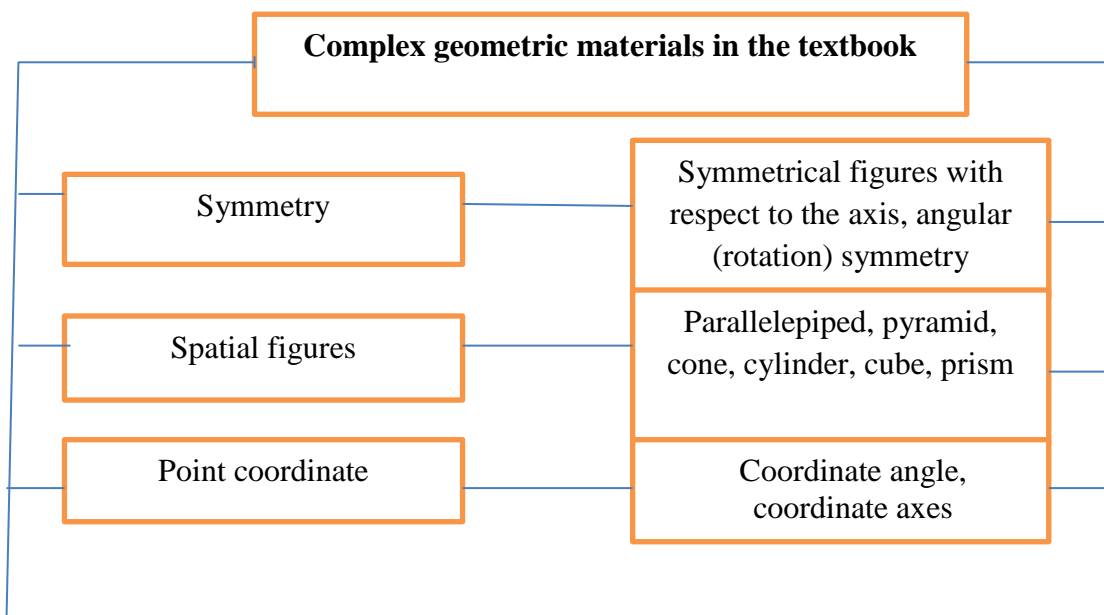 Complex geometric materials in the textbook
Symmetry
Symmetrical figures with
respect to the axis, angular
(rotation) symmetry
Spatial figures
Parallelepiped, pyramid,
cone, cylinder, cube, prism
Point coordinate
Coordinate angle,
coordinate axes